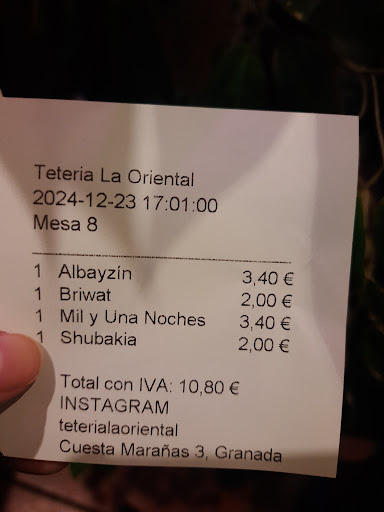 Teteria La Oriental
2024-12-23 17:01:00
Mesa 8
1 Albayzín 3,40 €
1 Briwat 2,00 €
1 Mil y Una Noches 3,40 €
1 Shubakia 2,00 €
Total con IVA: 10,80 €
INSTAGRAM
teterialaoriental
Cuesta Marañas 3, Granada